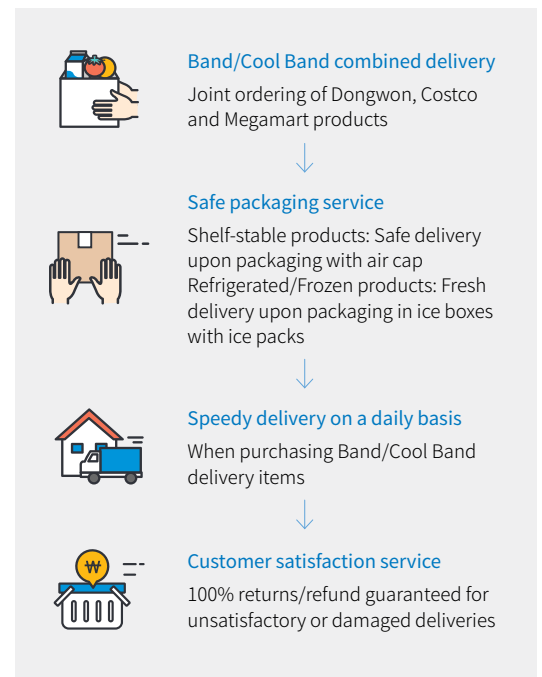 Band/Cool Band combined delivery
Joint ordering of Dongwon, Costco
and Megamart products
Safe packaging service
Shelf-stable products: Safe delivery
upon packaging with air cap
Refrigerated/Frozen products: Fresh
delivery upon packaging in ice boxes
with ice packs
Speedy delivery on a daily basis
When purchasing Band/Cool Band
delivery items
₩
Customer satisfaction service
100% returns/refund guaranteed for
unsatisfactory or damaged deliveries